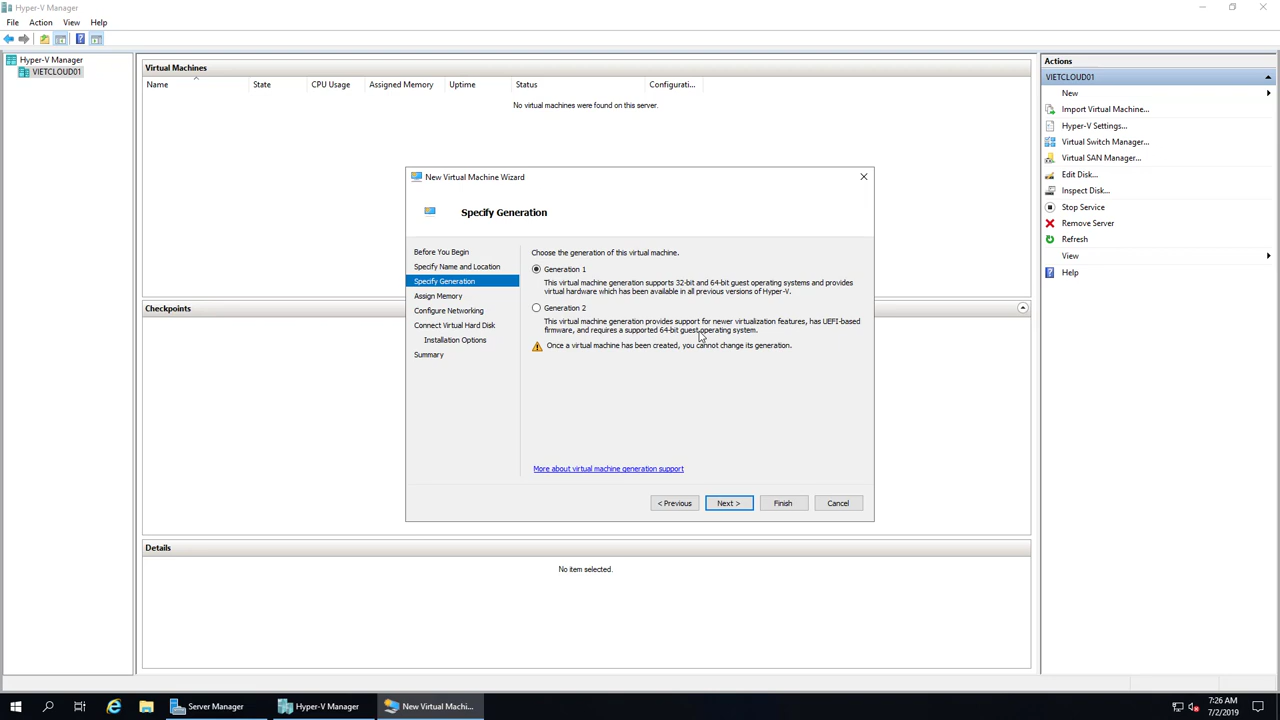 Hyper-V Manager
File Action View Help
Hyper-V Manager
VIETCLOUD01
Virtual Machines
Name State CPU Usage Assigned Memory Uptime Status Configurati...
No virtual machines were found on this server.
Checkpoints
Details
No item selected.
Actions
VIETCLOUD01
New
Import Virtual Machine...
Hyper-V Settings...
Virtual Switch Manager...
Virtual SAN Manager...
Edit Disk...
Inspect Disk...
Stop Service
Remove Server
Refresh
View
Help
New Virtual Machine Wizard
Specify Generation
Before You Begin
Specify Name and Location
Specify Generation
Assign Memory
Configure Networking
Connect Virtual Hard Disk
Installation Options
Summary
Choose the generation of this virtual machine.
Generation 1
This virtual machine generation supports 32-bit and 64-bit guest operating systems and provides
virtual hardware which has been available in all previous versions of Hyper-V.
Generation 2
This virtual machine generation provides support for newer virtualization features, has UEFI-based
firmware, and requires a supported 64-bit guest operating system.
Once a virtual machine has been created, you cannot change its generation.
More about virtual machine generation support
< Previous Next > Finish Cancel
Server Manager Hyper-V Manager New Virtual Machi...
7:26 AM
7/2/2019